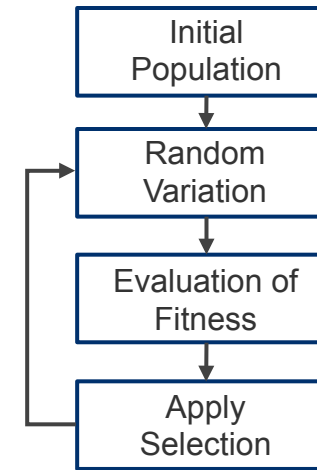 Initial
Population
Random
Variation
Evaluation of
Fitness
Apply
Selection